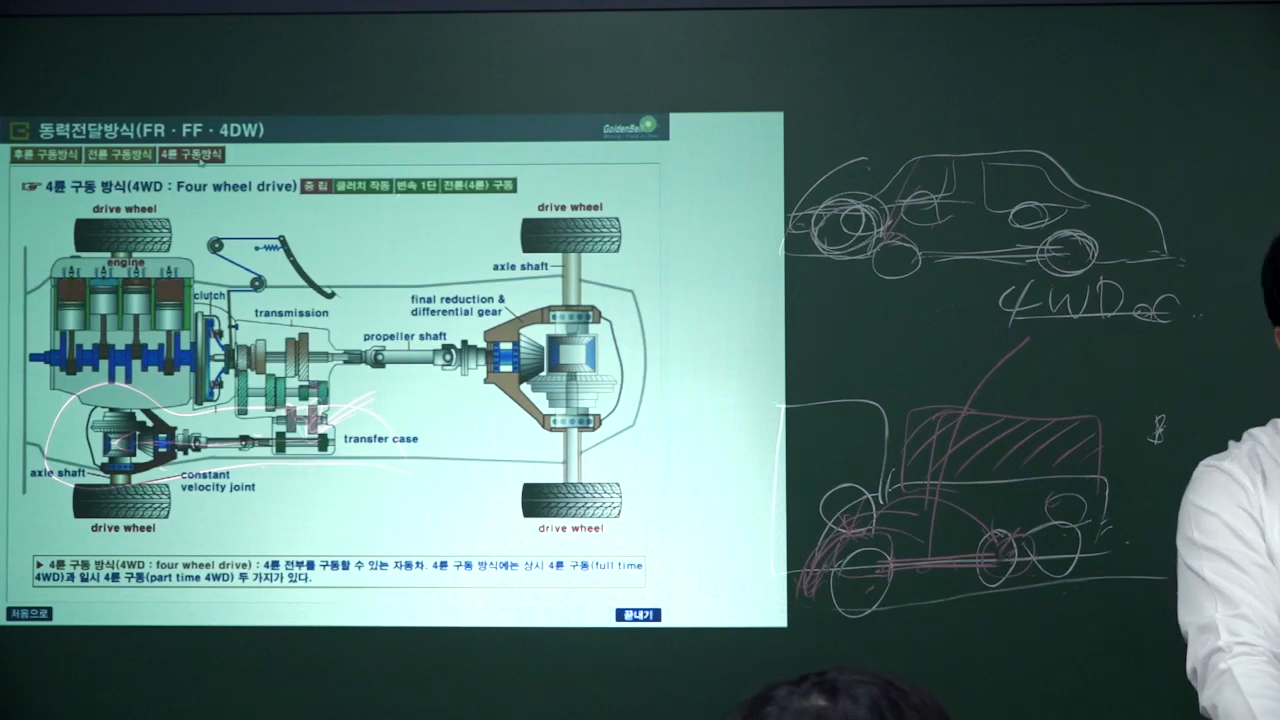 동력전달방식(FR · FF · 4DW)
GoldenBell
후륜 구동방식 전륜 구동방식 4륜 구동방식
☞ 4륜 구동 방식(4WD : Four wheel drive) 중 립 클러치 작동 변속 1단 전륜(4륜) 구동
drive wheel
drive wheel
engine
axle shaft
clutch
final reduction &
differential gear
transmission
propeller shaft
transfer case
axle shaft
constant
velocity joint
drive wheel
drive wheel
▶ 4륜 구동 방식(4WD : four wheel drive) : 4륜 전부를 구동할 수 있는 자동차. 4륜 구동 방식에는 상시 4륜 구동(full time
4WD)과 일시 4륜 구동(part time 4WD) 두 가지가 있다.
처음으로
끝내기
4WD